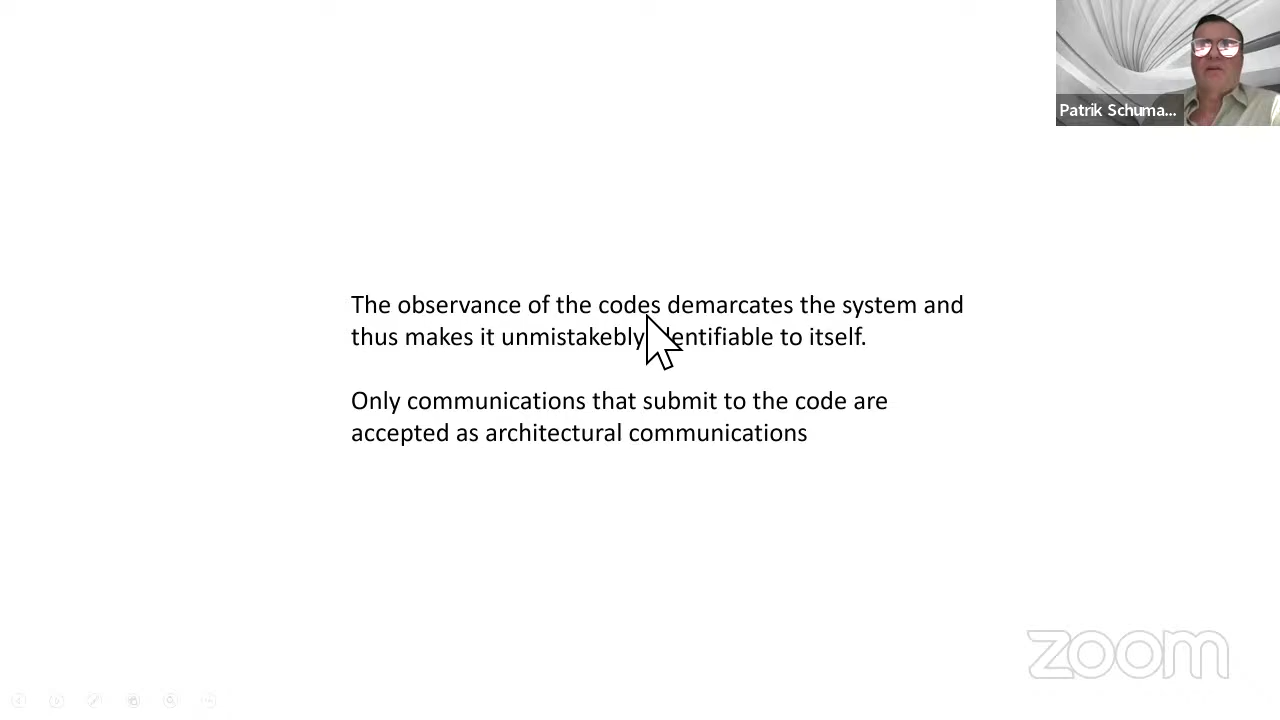 Patrik Schuma...
The observance of the codes demarcates the system and
thus makes it unmistakebly identifiable to itself.
Only communications that submit to the code are
accepted as architectural communications
zoom